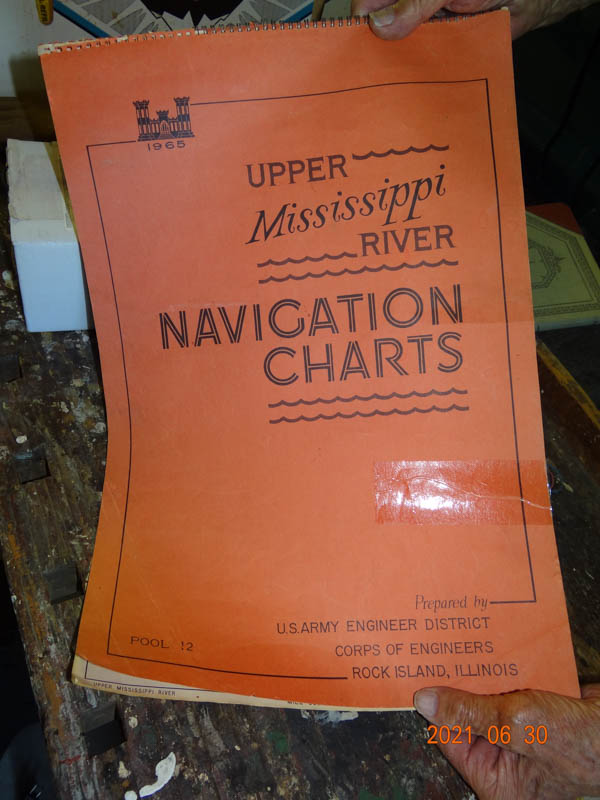 1965
UPPER
Mississippi
RIVER
NAVIGATION
CHARTS
Prepared by
U.S. ARMY ENGINEER DISTRICT
CORPS OF ENGINEERS
ROCK ISLAND, ILLINOIS
POOL 12
UPPER MISSISSIPPI RIVER
2021 06 30